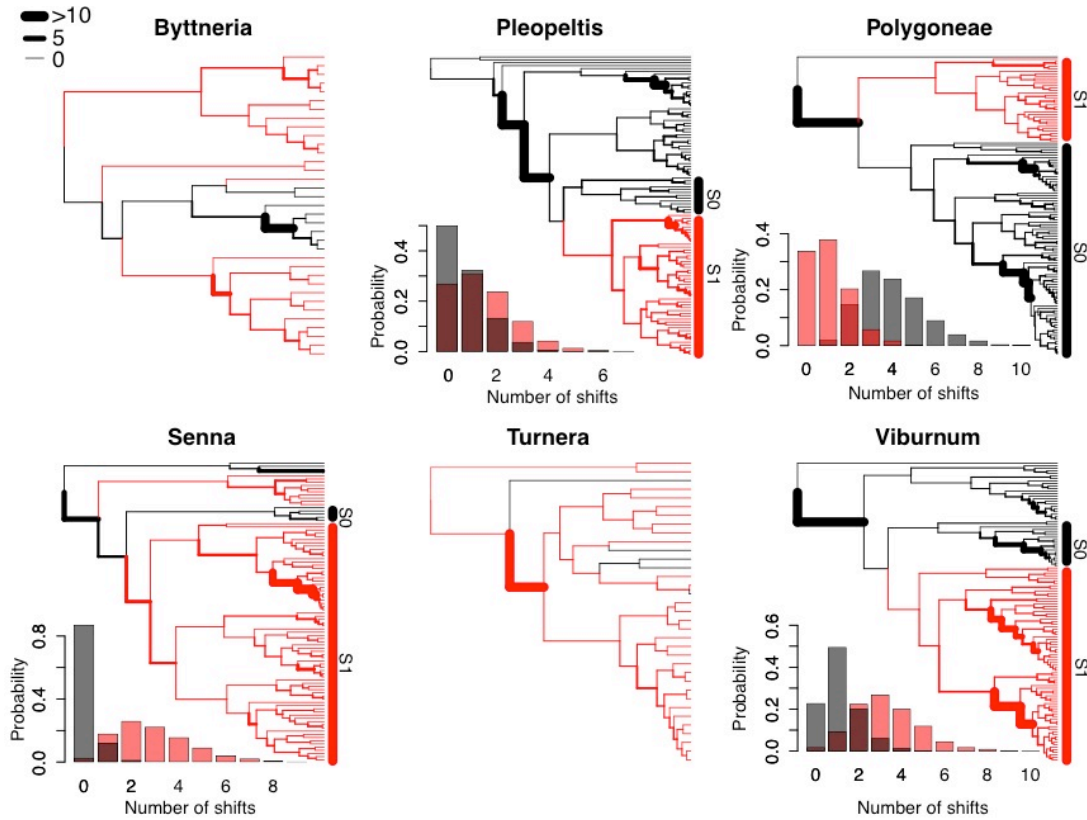 >10
5
0
Byttneria
Pleopeltis
S0
S1
Probability
0.4
0.2
0.0
0 2 4 6
Number of shifts
Polygoneae
S1
S0
Probability
0.4
0.2
0.0
0 2 4 10
Number of shifts
Senna
S0
S1
Probability
0.8
0.4
0.0
0 2 4 8
Number of shifts
Turnera
Viburnum
S0
S1
Probability
0.6
0.4
0.2
0.0
0 2 4 6 10
Number of shifts